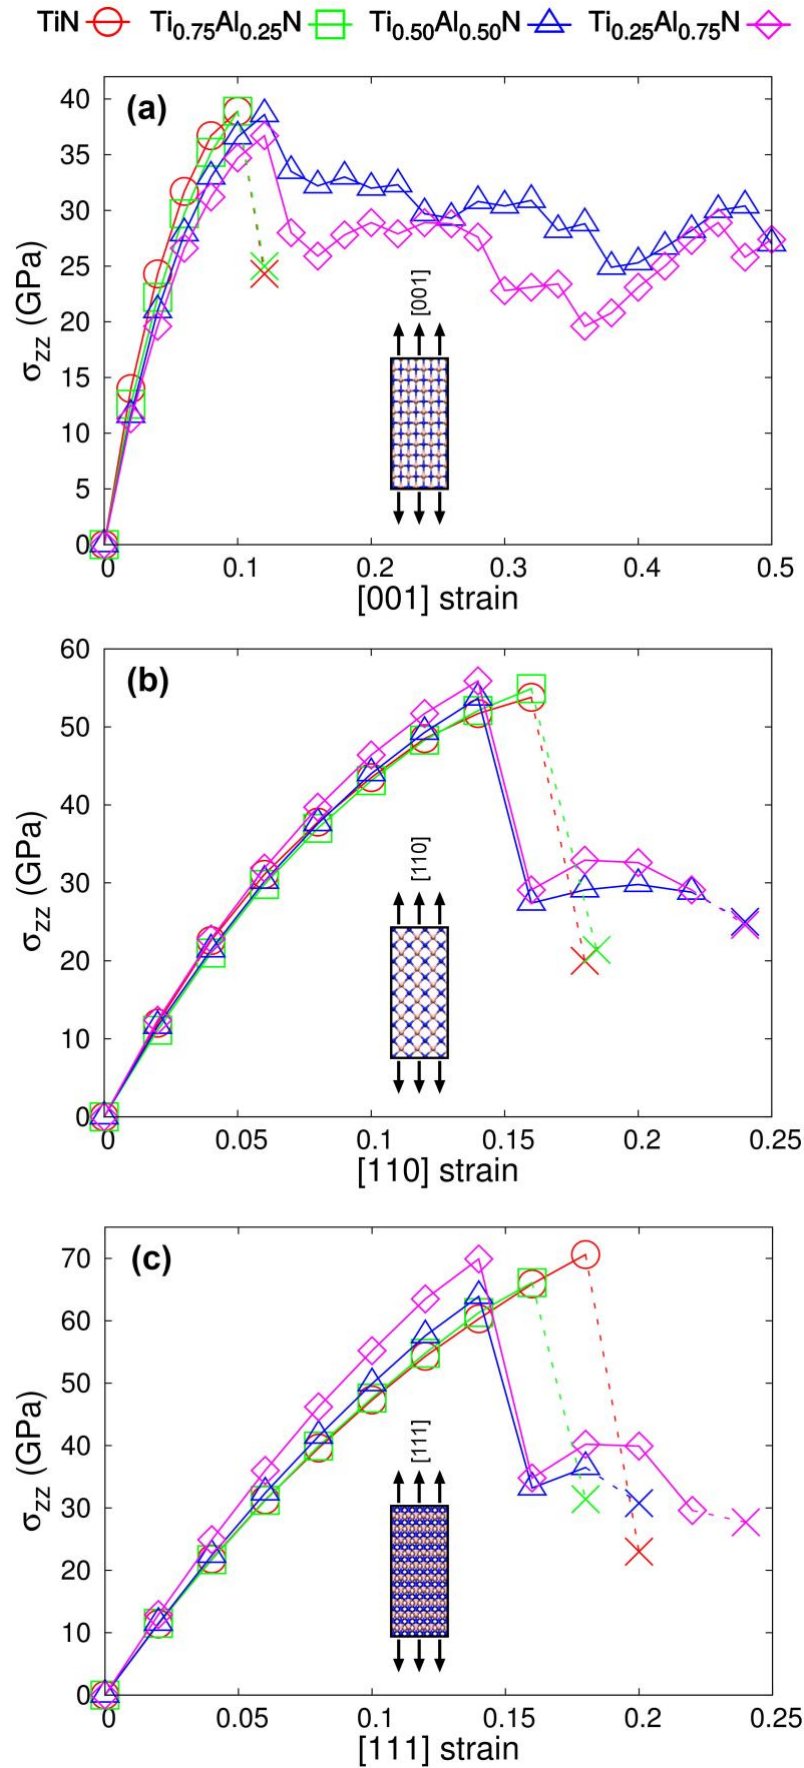 TiN Ti0.75Al0.25N Ti0.50Al0.50N Ti0.25Al0.75N
(a)
σzz (GPa)
40
35
30
25
20
15
10
5
0
[001]
0 0.1 0.2 0.3 0.4 0.5
[001] strain
(b)
σzz (GPa)
60
50
40
30
20
10
0
[110]
0 0.05 0.1 0.15 0.2 0.25
[110] strain
(c)
σzz (GPa)
70
60
50
40
30
20
10
0
[111]
0 0.05 0.1 0.15 0.2 0.25
[111] strain